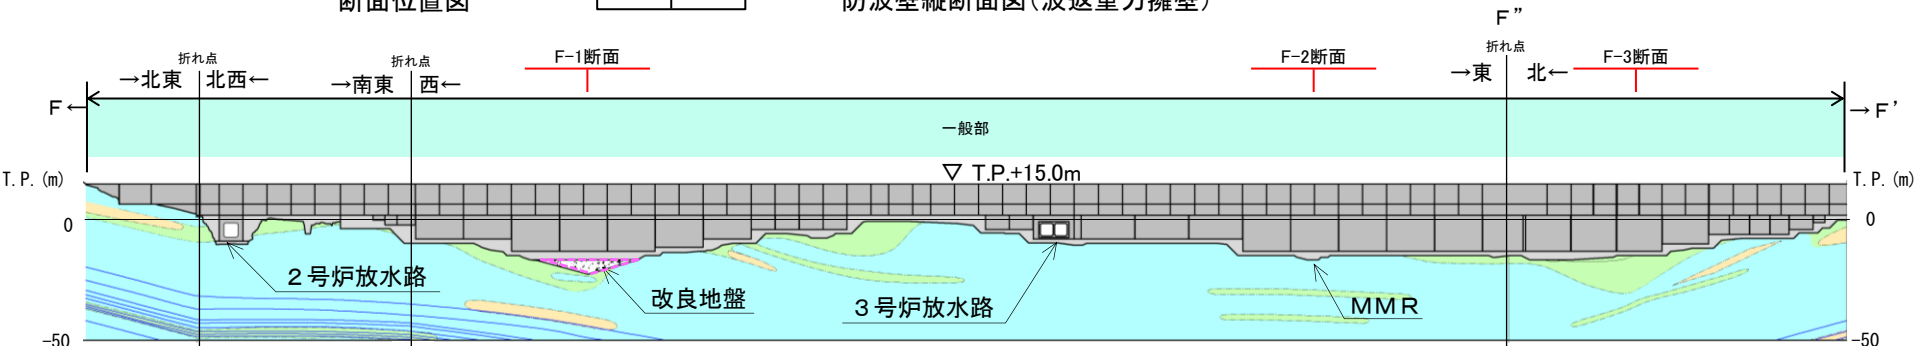 断面位置図
防波壁縦断面図(波返重力擁壁)
F”
折れ点
折れ点
F-1断面
F-2断面
折れ点
F-3断面
→北東
北西←
→南東
西←
→東
北←
F←
→F’
一般部
▽ T.P.+15.0m
T.P.(m)
T.P.(m)
0
0
2号炉放水路
改良地盤
3号炉放水路
MMR
-50
-50